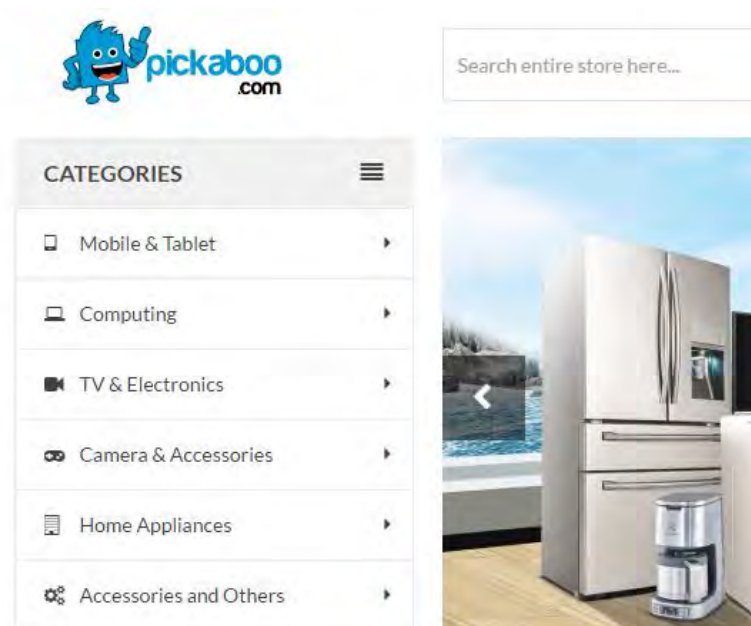 pickaboo
.com
Search entire store here...
CATEGORIES
Mobile & Tablet
Computing
TV & Electronics
Camera & Accessories
Home Appliances
Accessories and Others